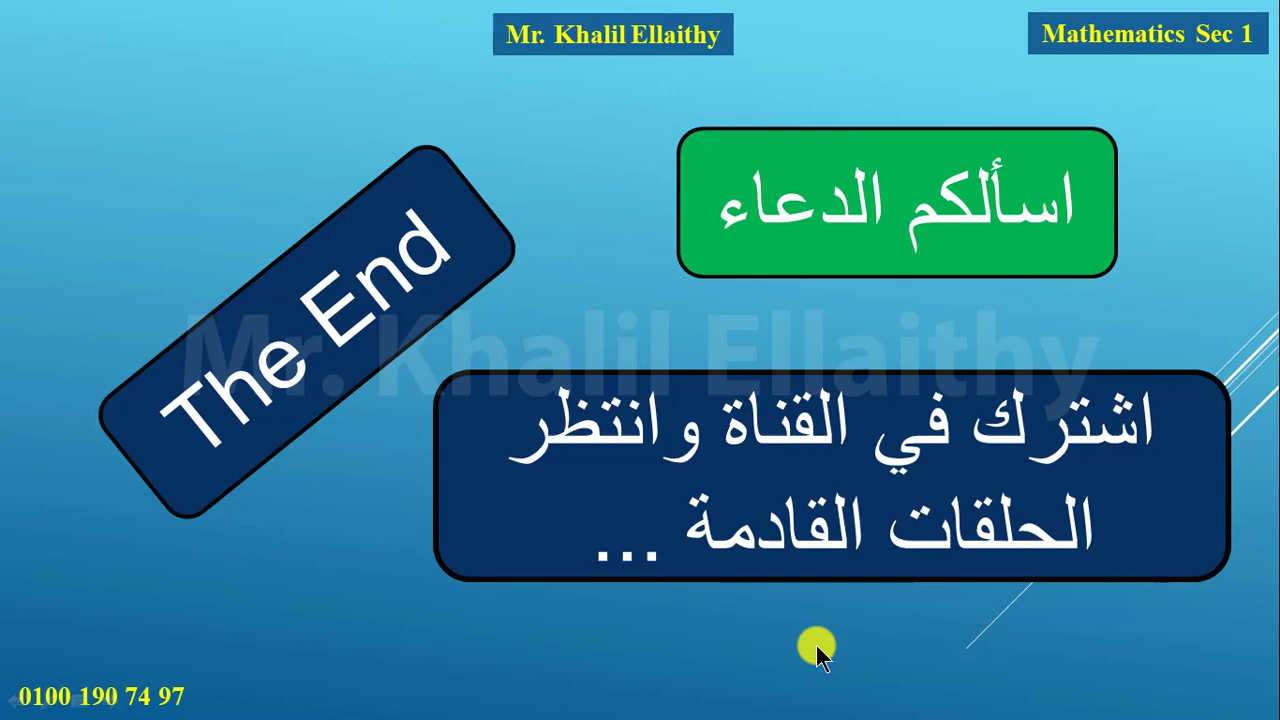 Mr. Khalil Ellaithy
Mathematics Sec 1
اسألكم الدعاء
The End
Mr. Khalil Ellaithy
اشترك في القناة وانتظر
الحلقات القادمة ...
0100 190 74 97